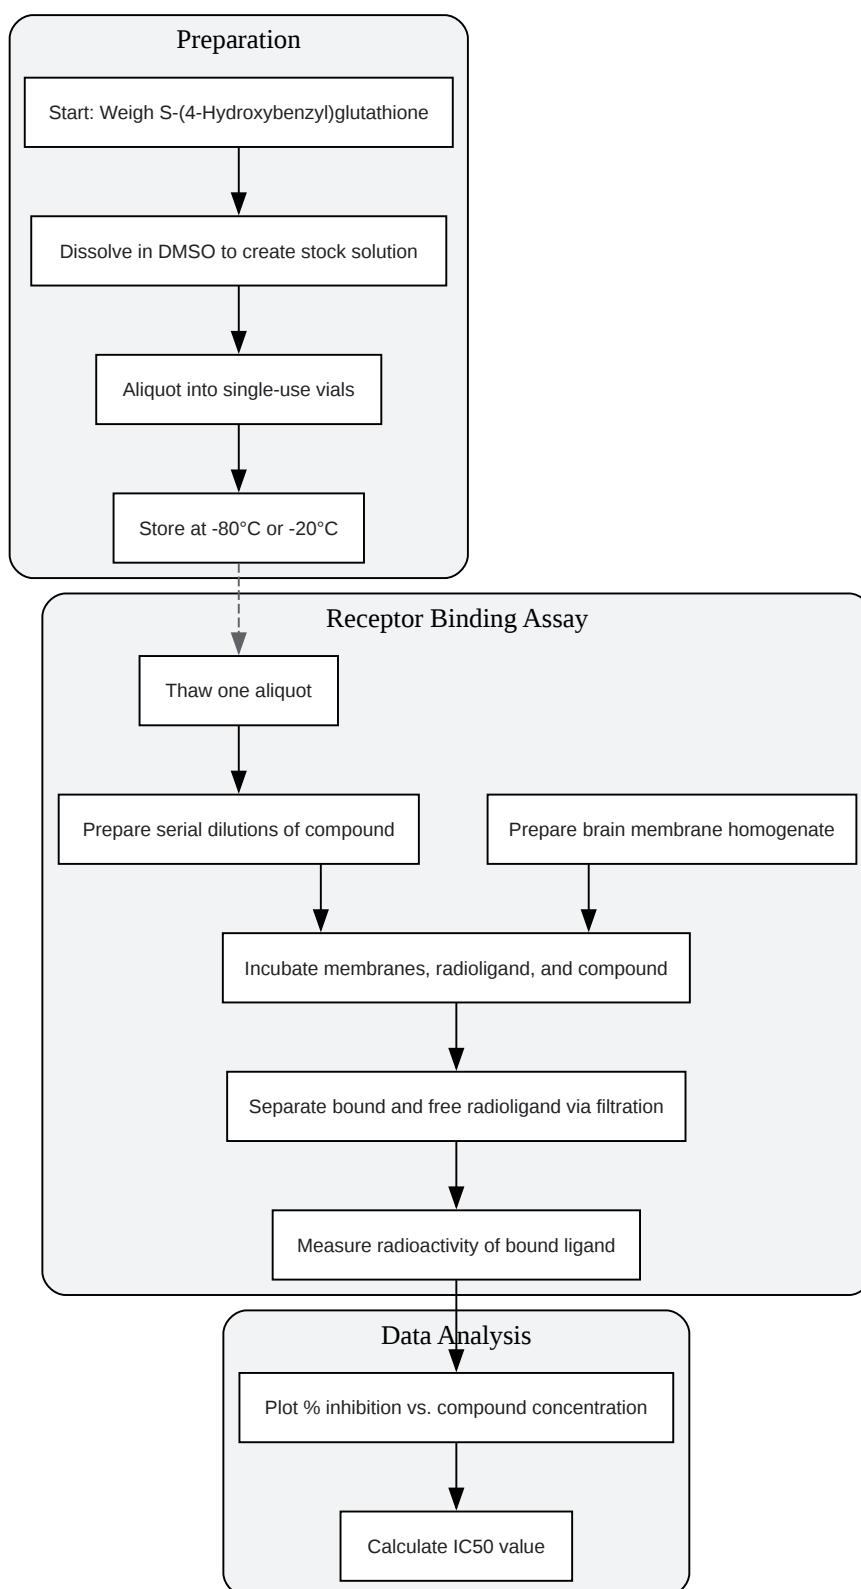 Preparation
Start: Weigh S-(4-Hydroxybenzyl)glutathione
Dissolve in DMSO to create stock solution
Aliquot into single-use vials
Store at -80°C or -20°C
Receptor Binding Assay
Thaw one aliquot
Prepare serial dilutions of compound
Prepare brain membrane homogenate
Incubate membranes, radioligand, and compound
Separate bound and free radioligand via filtration
Measure radioactivity of bound ligand
Data Analysis
Plot % inhibition vs. compound concentration
Calculate IC50 value